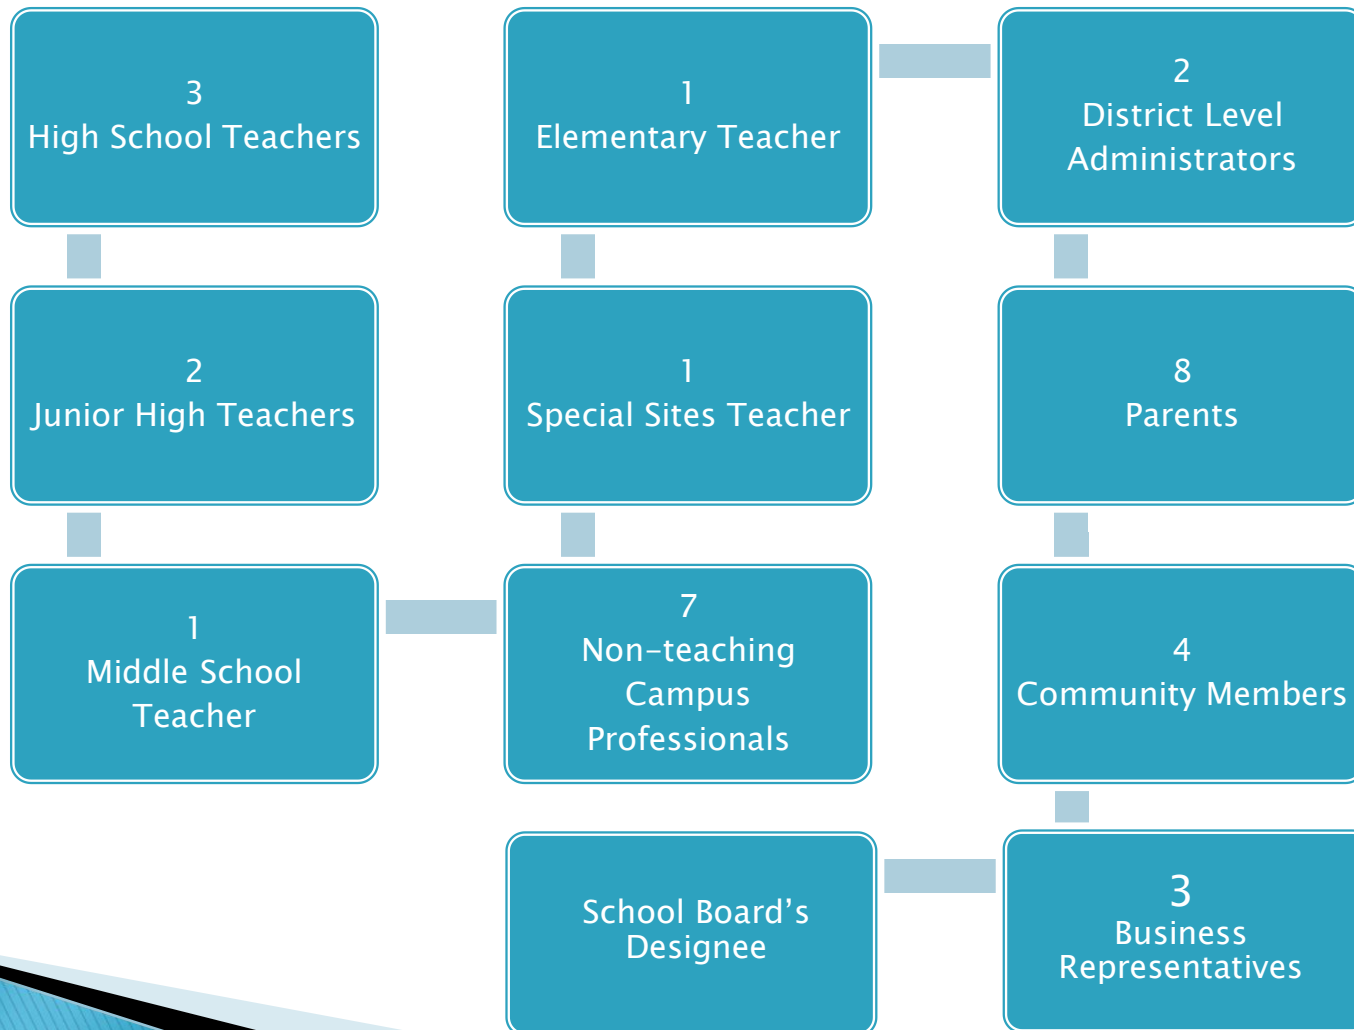 3
High School Teachers
2
Junior High Teachers
1
Middle School
Teacher
7
Non-teaching
Campus
Professionals
1
Special Sites Teacher
1
Elementary Teacher
2
District Level
Administrators
8
Parents
4
Community Members
3
Business
Representatives
School Board’s
Designee